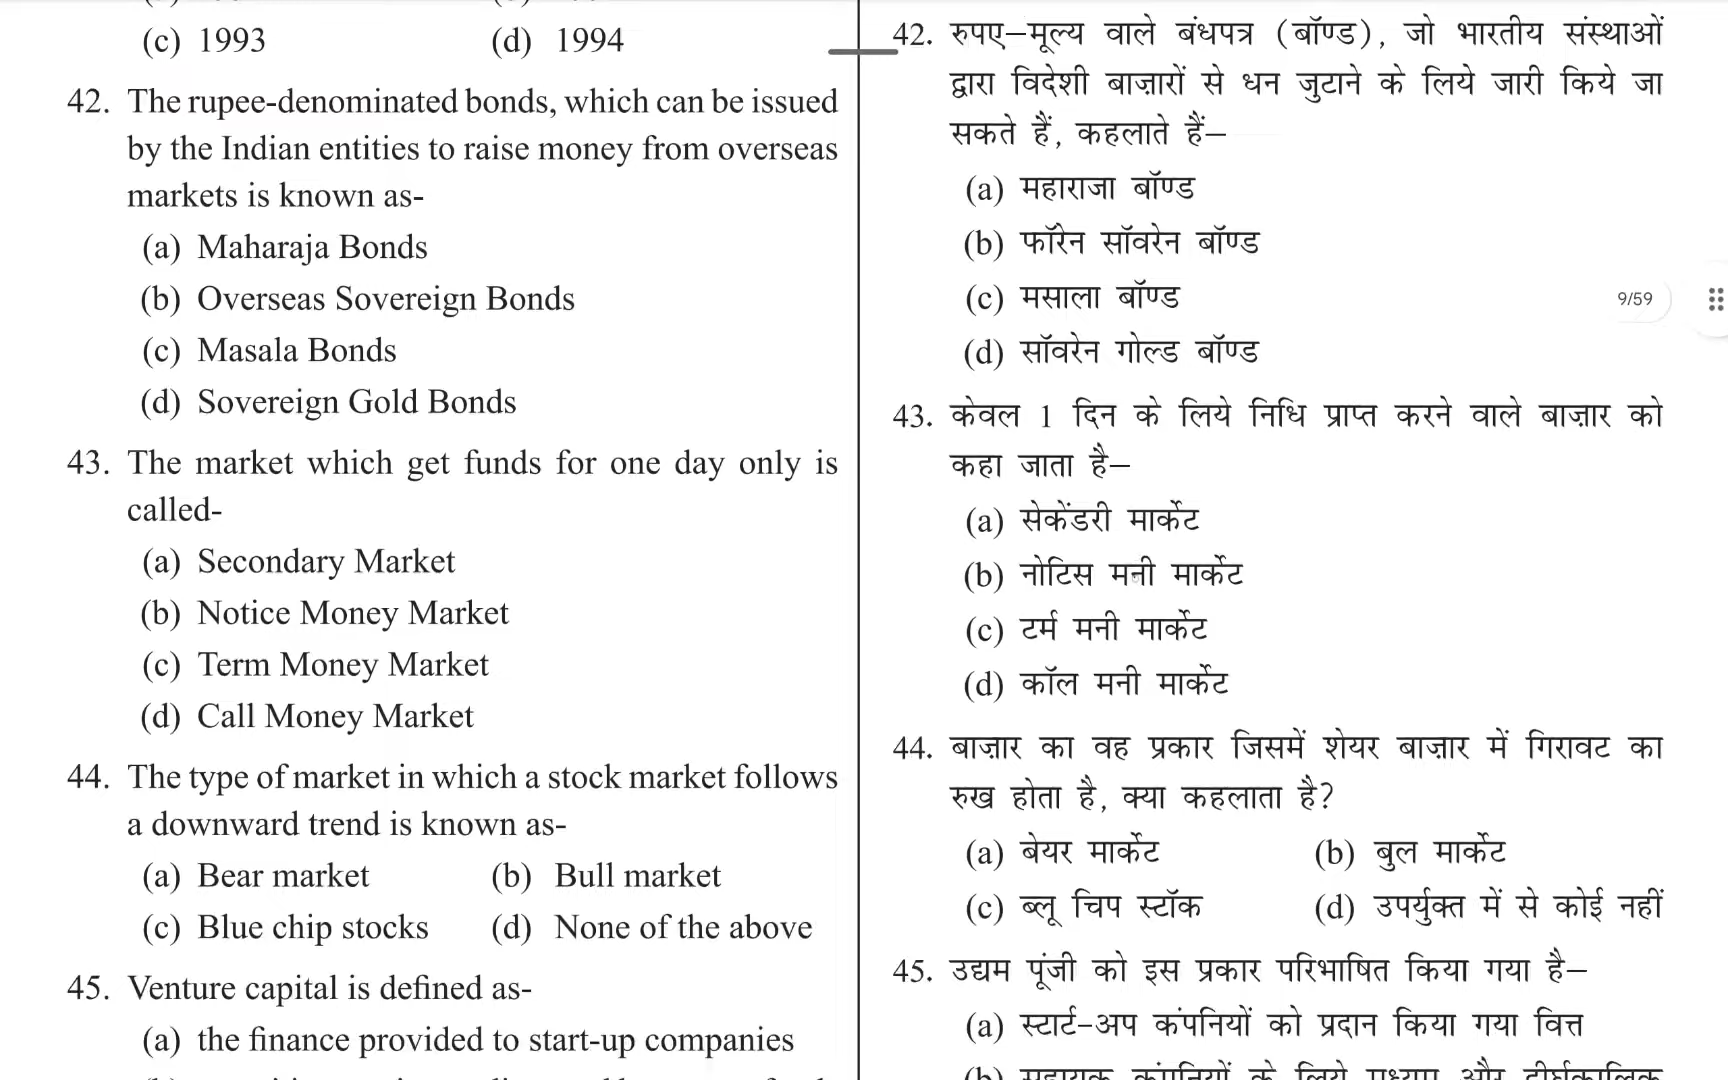 (c) 1993
(d) 1994
42. The rupee-denominated bonds, which can be issued
by the Indian entities to raise money from overseas
markets is known as-
(a) Maharaja Bonds
(b) Overseas Sovereign Bonds
(c) Masala Bonds
(d) Sovereign Gold Bonds
43. The market which get funds for one day only is
called-
(a) Secondary Market
(b) Notice Money Market
(c) Term Money Market
(d) Call Money Market
44. The type of market in which a stock market follows
a downward trend is known as-
(a) Bear market
(b) Bull market
(c) Blue chip stocks
(d) None of the above
45. Venture capital is defined as-
(a) the finance provided to start-up companies
42. रुपए–मूल्य वाले बंधपत्र (बॉण्ड), जो भारतीय संस्थाओं
द्वारा विदेशी बाज़ारों से धन जुटाने के लिये जारी किये जा
सकते हैं, कहलाते हैं–
(a) महाराजा बॉण्ड
(b) फॉरेन सॉवरेन बॉण्ड
(c) मसाला बॉण्ड
(d) सॉवरेन गोल्ड बॉण्ड
43. केवल 1 दिन के लिये निधि प्राप्त करने वाले बाज़ार को
कहा जाता है–
(a) सेकेंडरी मार्केट
(b) नोटिस मनी मार्केट
(c) टर्म मनी मार्केट
(d) कॉल मनी मार्केट
44. बाज़ार का वह प्रकार जिसमें शेयर बाज़ार में गिरावट का
रुख होता है, क्या कहलाता है?
(a) बेयर मार्केट
(b) बुल मार्केट
(c) ब्लू चिप स्टॉक
(d) उपर्युक्त में से कोई नहीं
45. उद्यम पूंजी को इस प्रकार परिभाषित किया गया है–
(a) स्टार्ट-अप कंपनियों को प्रदान किया गया वित्त
9/59